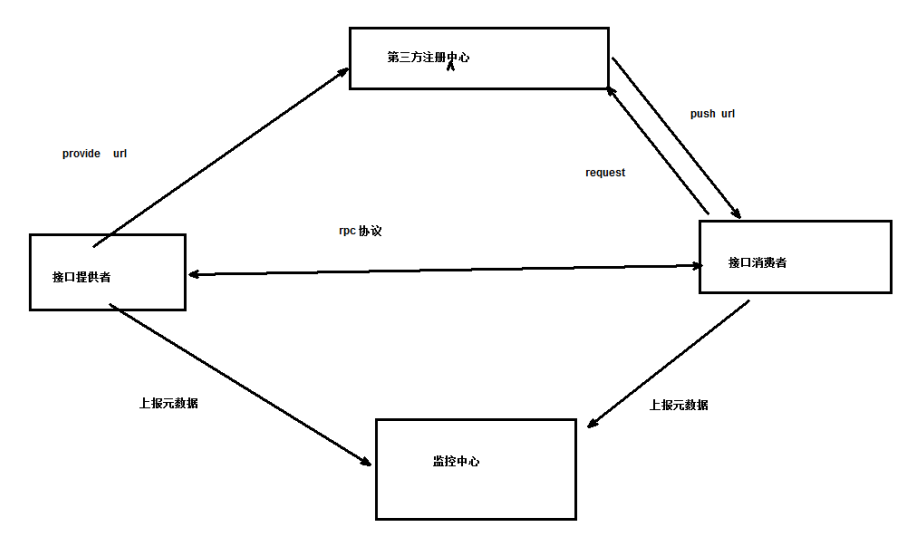 第三方注册中心
push url
provide url
request
rpc 协议
接口提供者
接口消费者
上报元数据
上报元数据
监控中心